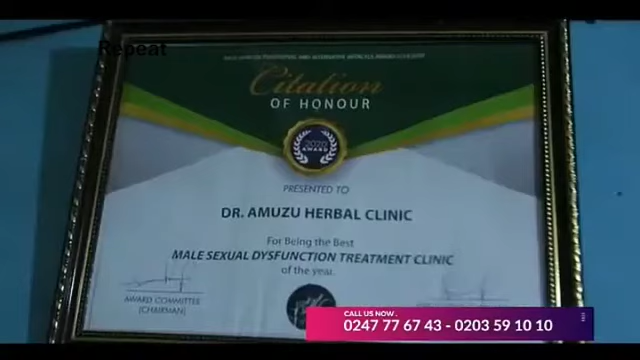 Repeat
Citation
OF HONOUR
2020
AWARD
PRESENTED TO
DR. AMUZU HERBAL CLINIC
For Being the Best
MALE SEXUAL DYSFUNCTION TREATMENT CLINIC
of the year.
AWARD COMMITTEE
(CHAIRMAN)
CALL US NOW.
0247 77 67 43 - 0203 59 10 10